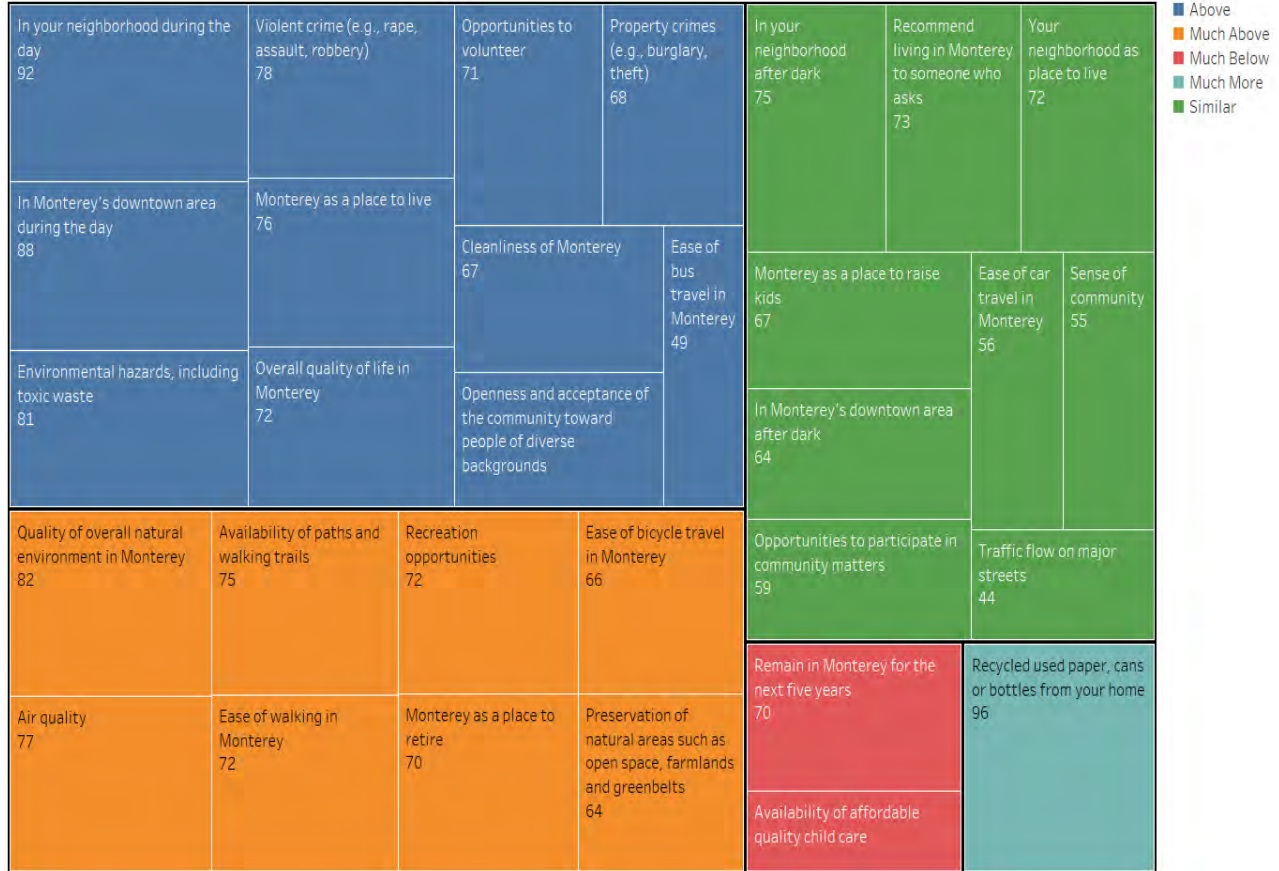 In your neighborhood during the
day
92
Violent crime (e.g., rape,
assault, robbery)
78
Opportunities to
volunteer
71
Property crimes
(e.g., burglary,
theft)
68
In Monterey's downtown area
during the day
88
Monterey as a place to live
76
Cleanliness of Monterey
67
Ease of
bus
travel in
Monterey
49
Environmental hazards, including
toxic waste
81
Overall quality of life in
Monterey
72
Openness and acceptance of
the community toward
people of diverse
backgrounds
In your
neighborhood
after dark
75
Recommend
living in Monterey
to someone who
asks
73
Your
neighborhood as
place to live
72
Monterey as a place to raise
kids
67
Ease of car
travel in
Monterey
56
Sense of
community
55
In Monterey's downtown area
after dark
64
Opportunities to participate in
community matters
59
Traffic flow on major
streets
44
Quality of overall natural
environment in Monterey
82
Availability of paths and
walking trails
75
Recreation
opportunities
72
Ease of bicycle travel
in Monterey
66
Air quality
77
Ease of walking in
Monterey
72
Monterey as a place to
retire
70
Preservation of
natural areas such as
open space, farmlands
and greenbelts
64
Remain in Monterey for the
next five years
70
Availability of affordable
quality child care
Recycled used paper, cans
or bottles from your home
96
Above
Much Above
Much Below
Much More
Similar